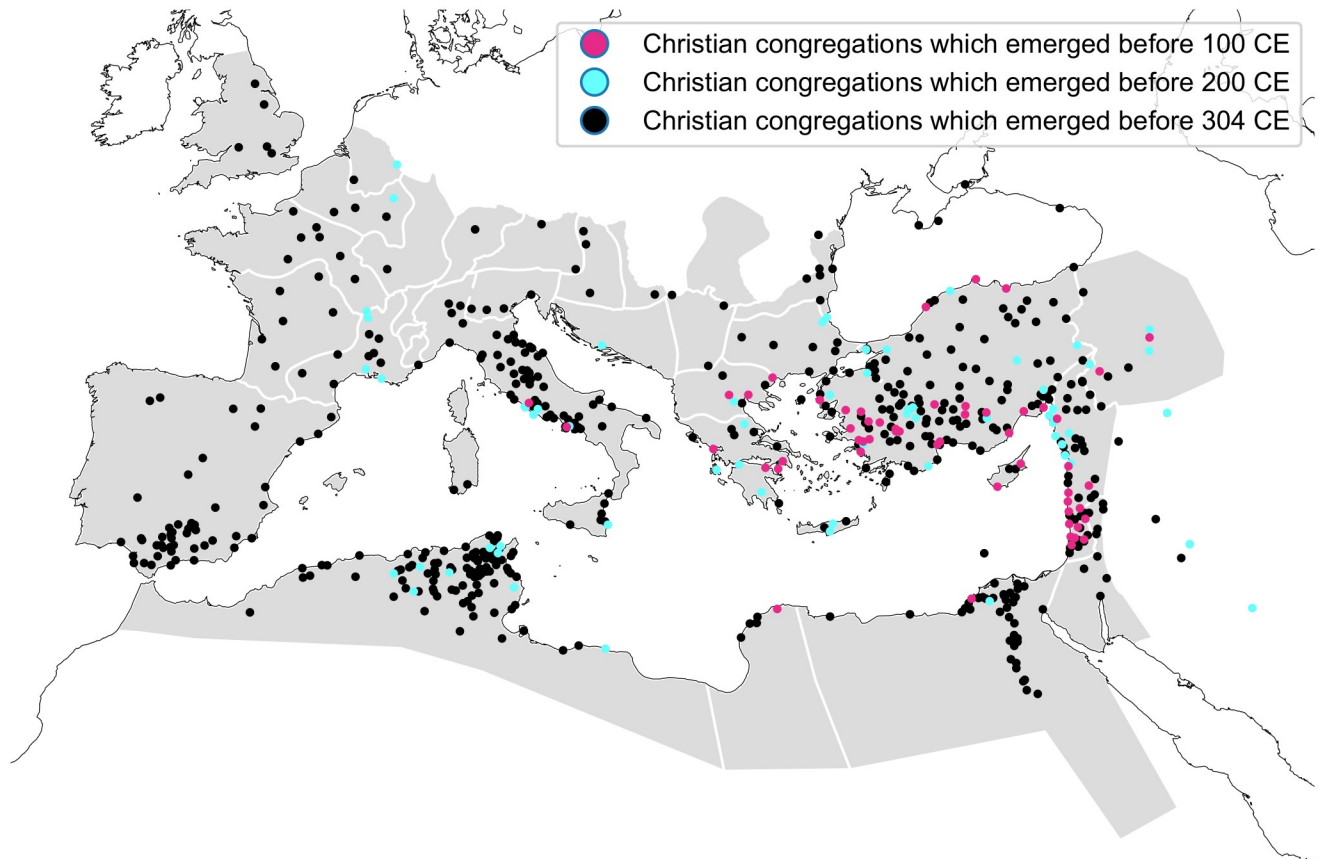 Christian congregations which emerged before 100 CE
Christian congregations which emerged before 200 CE
Christian congregations which emerged before 304 CE